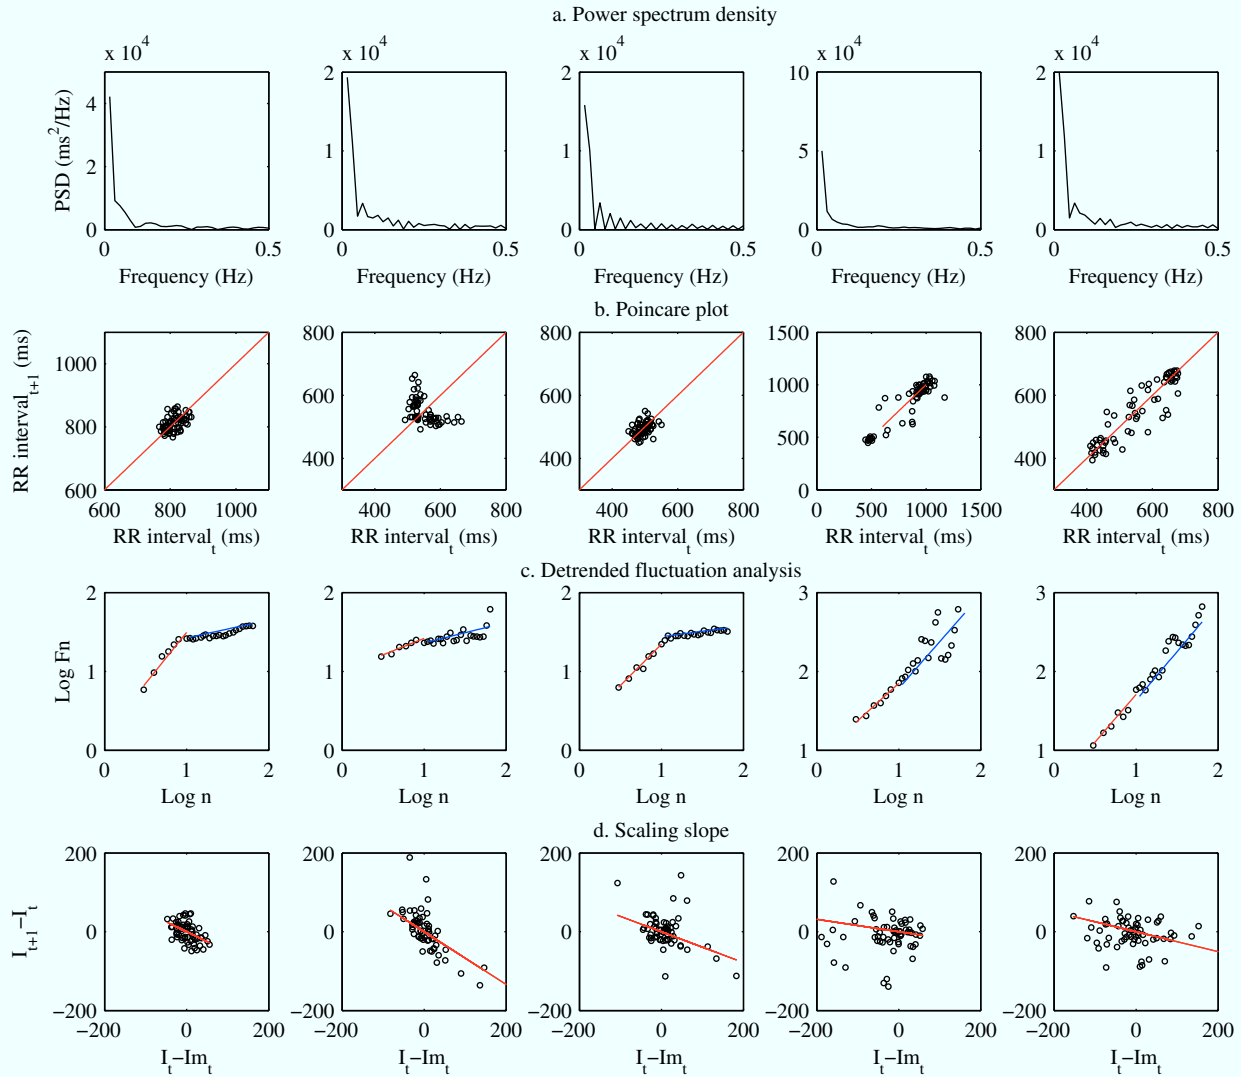 a. Power spectrum density
x 10^4 x 10^4 x 10^4 x 10^4 x 10^4
PSD (ms^2/Hz)
4 2 2 10 2
2 1 1 5 1
0 0 0 0 0
0 0.5 0 0.5 0 0.5 0 0.5 0 0.5
Frequency (Hz) Frequency (Hz) Frequency (Hz) Frequency (Hz) Frequency (Hz)
b. Poincare plot
RR interval_t+1 (ms)
1000 800 800 1500 800
800 600 600 1000 600
600 400 400 500 400
0
600 800 1000 400 600 800 400 600 800 0 500 1000 1500 400 600 800
RR interval_t (ms) RR interval_t (ms) RR interval_t (ms) RR interval_t (ms) RR interval_t (ms)
c. Detrended fluctuation analysis
Log Fn
2 2 2 3 3
1 1 1 2 2
0 0 0 1 1
0 1 2 0 1 2 0 1 2 0 1 2 0 1 2
Log n Log n Log n Log n Log n
d. Scaling slope
I_t+1−I_t
200 200 200 200 200
0 0 0 0 0
−200 −200 −200 −200 −200
−200 0 200 −200 0 200 −200 0 200 −200 0 200 −200 0 200
I_t−Im_t I_t−Im_t I_t−Im_t I_t−Im_t I_t−Im_t